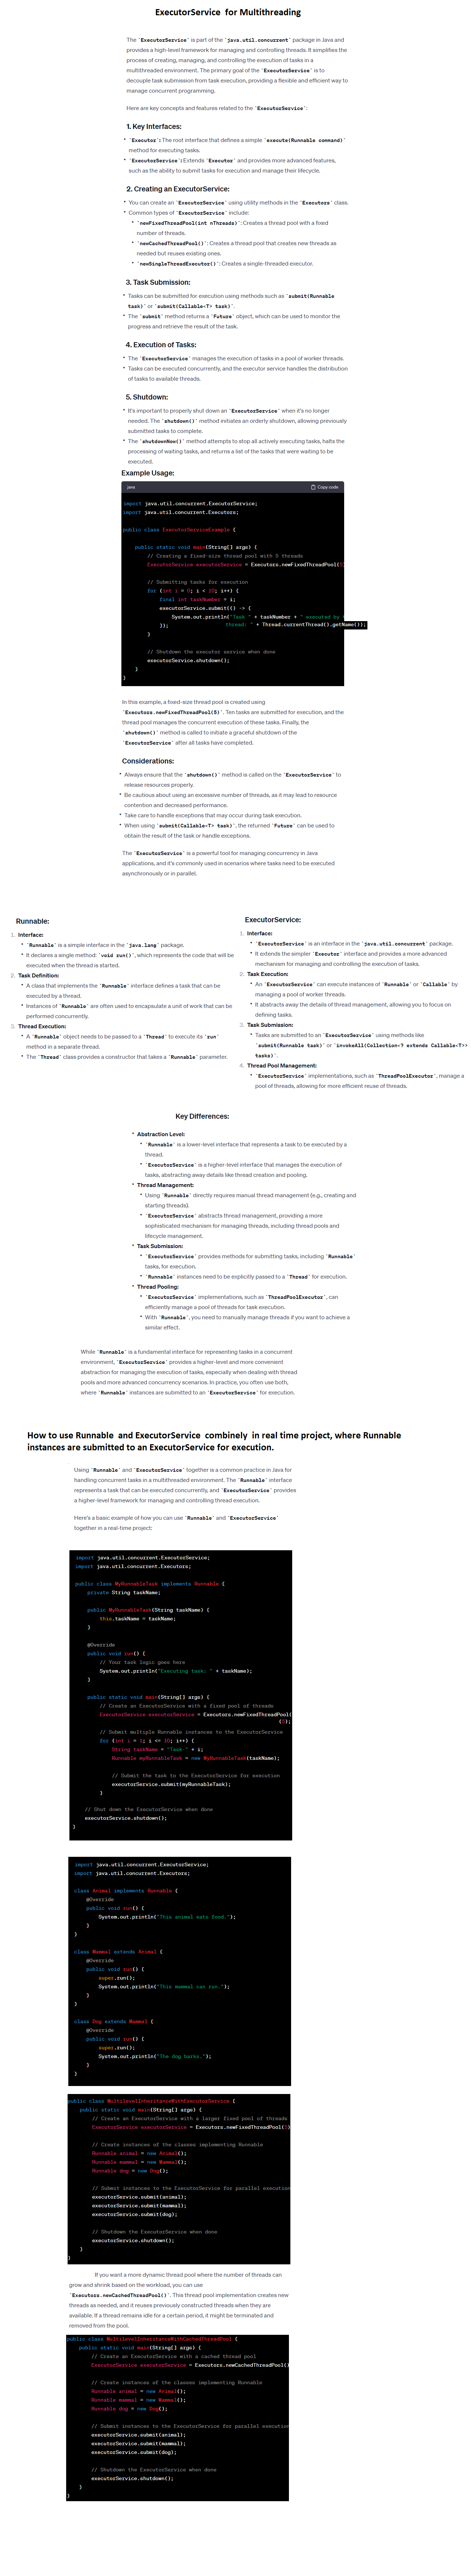 ExecutorService for Multithreading
The `ExecutorService` is part of the `java.util.concurrent` package in Java and
provides a high-level framework for managing and controlling threads. It simplifies the
process of creating, managing, and controlling the execution of tasks in a
multithreaded environment. The primary goal of the `ExecutorService` is to
decouple task submission from task execution, providing a flexible and efficient way to
manage concurrent programming.
Here are key concepts and features related to the `ExecutorService`:
1. Key Interfaces:
• `Executor`: The root interface that defines a simple `execute(Runnable command)`
method for executing tasks.
• `ExecutorService`: Extends `Executor` and provides more advanced features,
such as the ability to submit tasks for execution and manage their lifecycle.
2. Creating an ExecutorService:
• You can create an `ExecutorService` using utility methods in the `Executors` class.
• Common types of `ExecutorService` include:
• `newFixedThreadPool(int nThreads)`: Creates a thread pool with a fixed
number of threads.
• `newCachedThreadPool()`: Creates a thread pool that creates new threads as
needed but reuses existing ones.
• `newSingleThreadExecutor()`: Creates a single-threaded executor.
3. Task Submission:
• Tasks can be submitted for execution using methods such as `submit(Runnable
task)` or `submit(Callable<T> task)`.
• The `submit` method returns a `Future` object, which can be used to monitor the
progress and retrieve the result of the task.
4. Execution of Tasks:
• The `ExecutorService` manages the execution of tasks in a pool of worker threads.
• Tasks can be executed concurrently, and the executor service handles the distribution
of tasks to available threads.
5. Shutdown:
• It's important to properly shut down an `ExecutorService` when it's no longer
needed. The `shutdown()` method initiates an orderly shutdown, allowing previously
submitted tasks to complete.
• The `shutdownNow()` method attempts to stop all actively executing tasks, halts the
processing of waiting tasks, and returns a list of the tasks that were waiting to be
executed.
Example Usage:
java Copy code
import java.util.concurrent.ExecutorService;
import java.util.concurrent.Executors;
public class ExecutorServiceExample {
public static void main(String[] args) {
// Creating a fixed-size thread pool with 5 threads
ExecutorService executorService = Executors.newFixedThreadPool(5
// Submitting tasks for execution
for (int i = 0; i < 10; i++) {
final int taskNumber = i;
executorService.submit(() -> {
System.out.println("Task " + taskNumber + " executed by
thread: " + Thread.currentThread().getName());
});
}
// Shutdown the executor service when done
executorService.shutdown();
}
}
In this example, a fixed-size thread pool is created using
`Executors.newFixedThreadPool(5)`. Ten tasks are submitted for execution, and the
thread pool manages the concurrent execution of these tasks. Finally, the
`shutdown()` method is called to initiate a graceful shutdown of the
`ExecutorService` after all tasks have completed.
Considerations:
• Always ensure that the `shutdown()` method is called on the `ExecutorService` to
release resources properly.
• Be cautious about using an excessive number of threads, as it may lead to resource
contention and decreased performance.
• Take care to handle exceptions that may occur during task execution.
• When using `submit(Callable<T> task)`, the returned `Future` can be used to
obtain the result of the task or handle exceptions.
The `ExecutorService` is a powerful tool for managing concurrency in Java
applications, and it's commonly used in scenarios where tasks need to be executed
asynchronously or in parallel.
Runnable:
1. Interface:
• `Runnable` is a simple interface in the `java.lang` package.
• It declares a single method: `void run()`, which represents the code that will be
executed when the thread is started.
2. Task Definition:
• A class that implements the `Runnable` interface defines a task that can be
executed by a thread.
• Instances of `Runnable` are often used to encapsulate a unit of work that can be
performed concurrently.
3. Thread Execution:
• A `Runnable` object needs to be passed to a `Thread` to execute its `run`
method in a separate thread.
• The `Thread` class provides a constructor that takes a `Runnable` parameter.
ExecutorService:
1. Interface:
• `ExecutorService` is an interface in the `java.util.concurrent` package.
• It extends the simpler `Executor` interface and provides a more advanced
mechanism for managing and controlling the execution of tasks.
2. Task Execution:
• An `ExecutorService` can execute instances of `Runnable` or `Callable` by
managing a pool of worker threads.
• It abstracts away the details of thread management, allowing you to focus on
defining tasks.
3. Task Submission:
• Tasks are submitted to an `ExecutorService` using methods like
`submit(Runnable task)` or `invokeAll(Collection<? extends Callable<T>>
tasks)`.
4. Thread Pool Management:
• `ExecutorService` implementations, such as `ThreadPoolExecutor`, manage a
pool of threads, allowing for more efficient reuse of threads.
Key Differences:
• Abstraction Level:
• `Runnable` is a lower-level interface that represents a task to be executed by a
thread.
• `ExecutorService` is a higher-level interface that manages the execution of
tasks, abstracting away details like thread creation and pooling.
• Thread Management:
• Using `Runnable` directly requires manual thread management (e.g., creating and
starting threads).
• `ExecutorService` abstracts thread management, providing a more
sophisticated mechanism for managing threads, including thread pools and
lifecycle management.
• Task Submission:
• `ExecutorService` provides methods for submitting tasks, including `Runnable`
tasks, for execution.
• `Runnable` instances need to be explicitly passed to a `Thread` for execution.
• Thread Pooling:
• `ExecutorService` implementations, such as `ThreadPoolExecutor`, can
efficiently manage a pool of threads for task execution.
• With `Runnable`, you need to manually manage threads if you want to achieve a
similar effect.
While `Runnable` is a fundamental interface for representing tasks in a concurrent
environment, `ExecutorService` provides a higher-level and more convenient
abstraction for managing the execution of tasks, especially when dealing with thread
pools and more advanced concurrency scenarios. In practice, you often use both,
where `Runnable` instances are submitted to an `ExecutorService` for execution.
How to use Runnable and ExecutorService combinely in real time project, where Runnable
instances are submitted to an ExecutorService for execution.
Using `Runnable` and `ExecutorService` together is a common practice in Java for
handling concurrent tasks in a multithreaded environment. The `Runnable` interface
represents a task that can be executed concurrently, and `ExecutorService` provides
a higher-level framework for managing and controlling thread execution.
Here's a basic example of how you can use `Runnable` and `ExecutorService`
together in a real-time project:
import java.util.concurrent.ExecutorService;
import java.util.concurrent.Executors;
public class MyRunnableTask implements Runnable {
private String taskName;
public MyRunnableTask(String taskName) {
this.taskName = taskName;
}
@Override
public void run() {
// Your task logic goes here
System.out.println("Executing task: " + taskName);
}
public static void main(String[] args) {
// Create an ExecutorService with a fixed pool of threads
ExecutorService executorService = Executors.newFixedThreadPool(
(5);
// Submit multiple Runnable instances to the ExecutorService
for (int i = 1; i <= 10; i++) {
String taskName = "Task-" + i;
Runnable myRunnableTask = new MyRunnableTask(taskName);
// Submit the task to the ExecutorService for execution
executorService.submit(myRunnableTask);
}
// Shut down the ExecutorService when done
executorService.shutdown();
}
import java.util.concurrent.ExecutorService;
import java.util.concurrent.Executors;
class Animal implements Runnable {
@Override
public void run() {
System.out.println("This animal eats food.");
}
}
class Mammal extends Animal {
@Override
public void run() {
super.run();
System.out.println("This mammal can run.");
}
}
class Dog extends Mammal {
@Override
public void run() {
super.run();
System.out.println("The dog barks.");
}
}
public class MultilevelInheritanceWithExecutorService {
public static void main(String[] args) {
// Create an ExecutorService with a larger fixed pool of threads
ExecutorService executorService = Executors.newFixedThreadPool(5)
// Create instances of the classes implementing Runnable
Runnable animal = new Animal();
Runnable mammal = new Mammal();
Runnable dog = new Dog();
// Submit instances to the ExecutorService for parallel execution
executorService.submit(animal);
executorService.submit(mammal);
executorService.submit(dog);
// Shutdown the ExecutorService when done
executorService.shutdown();
}
}
If you want a more dynamic thread pool where the number of threads can
grow and shrink based on the workload, you can use
`Executors.newCachedThreadPool()`. This thread pool implementation creates new
threads as needed, and it reuses previously constructed threads when they are
available. If a thread remains idle for a certain period, it might be terminated and
removed from the pool.
public class MultilevelInheritanceWithCachedThreadPool {
public static void main(String[] args) {
// Create an ExecutorService with a cached thread pool
ExecutorService executorService = Executors.newCachedThreadPool()
// Create instances of the classes implementing Runnable
Runnable animal = new Animal();
Runnable mammal = new Mammal();
Runnable dog = new Dog();
// Submit instances to the ExecutorService for parallel execution
executorService.submit(animal);
executorService.submit(mammal);
executorService.submit(dog);
// Shutdown the ExecutorService when done
executorService.shutdown();
}
}